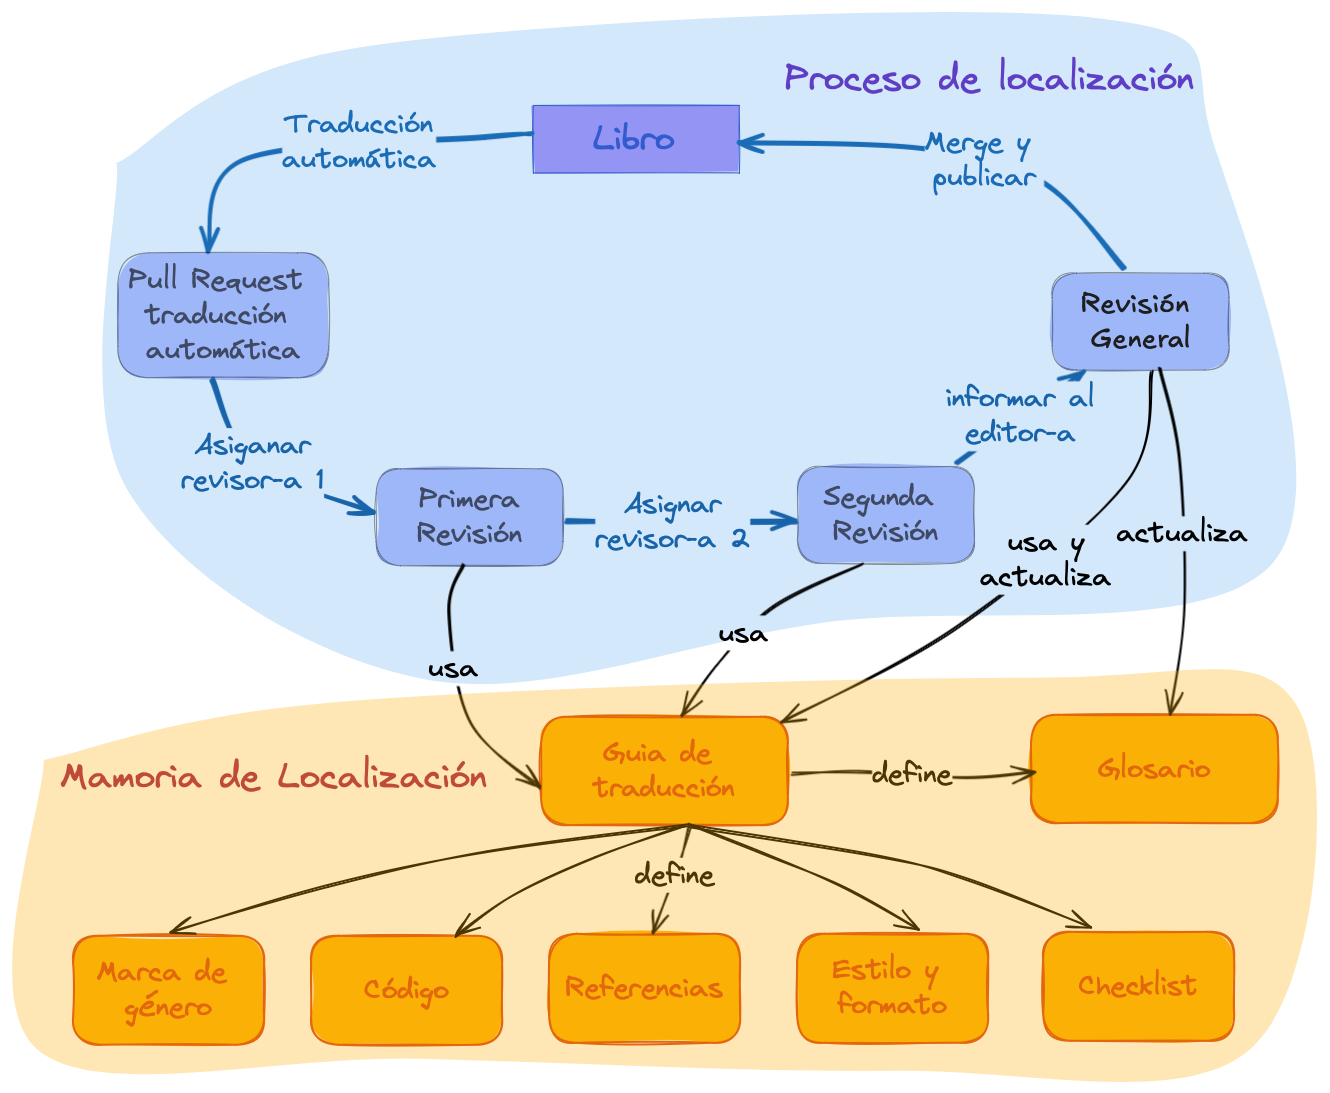 Proceso de localización
Libro
Traducción
automática
Merge y
publicar
Pull Request
traducción
automática
Revisión
General
informar al
editor-a
Asiganar
revisor-a 1
Primera
Revisión
Asignar
revisor-a 2
Segunda
Revisión
usa y
actualiza
actualiza
usa
usa
Mamoria de Localización
Guia de
traducción
define
Glosario
define
Marca de
género
Código
Referencias
Estilo y
formato
Checklist